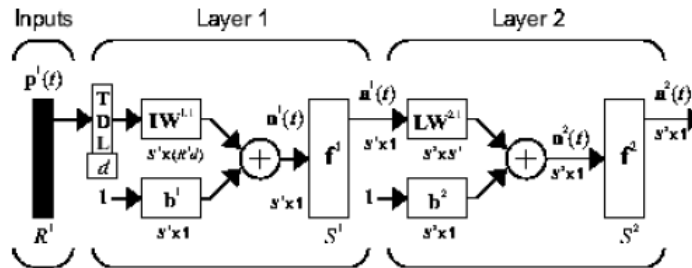 Inputs
Layer 1
Layer 2
p¹(t)
T
D
L
d
IW¹·¹
S¹x(R¹d)
1
b¹
S¹x1
n¹(t)
S¹x1
f¹
a¹(t)
S¹x1
LW²·¹
S²xS¹
1
b²
S²x1
n²(t)
S²x1
f²
a²(t)
S²x1
R¹
S¹
S²